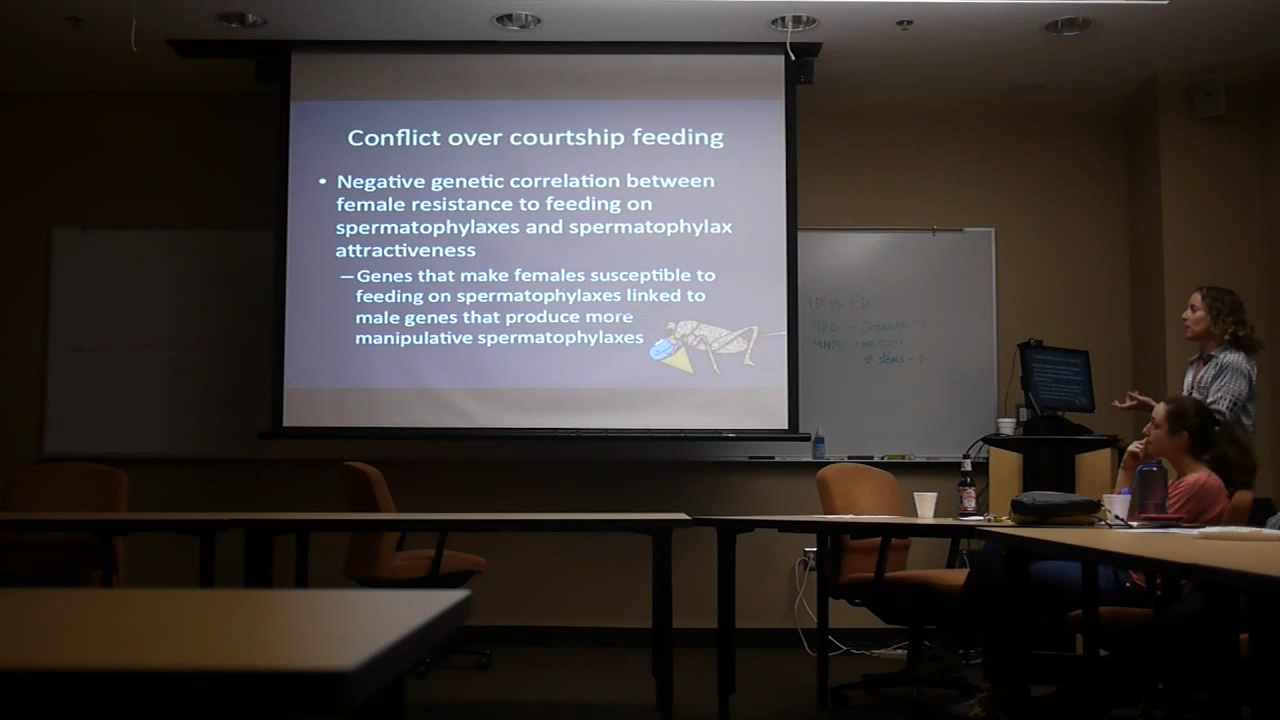 Conflict over courtship feeding
• Negative genetic correlation between
female resistance to feeding on
spermatophylaxes and spermatophylax
attractiveness
– Genes that make females susceptible to
feeding on spermatophylaxes linked to
male genes that produce more
manipulative spermatophylaxes
vs